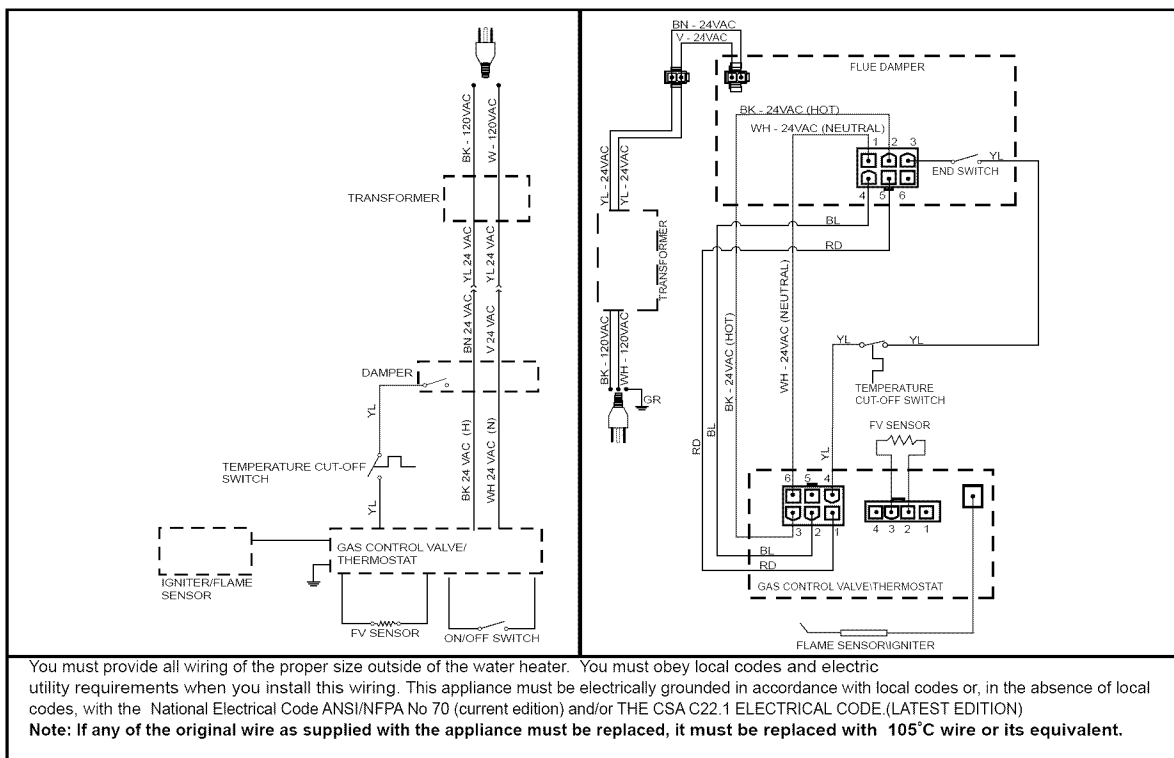 BK - 120VAC
W - 120VAC
TRANSFORMER
YL 24 VAC
YL 24 VAC
BN 24 VAC
V 24 VAC
DAMPER
YL
BK 24 VAC (H)
WH 24 VAC (N)
TEMPERATURE CUT-OFF
SWITCH
YL
GAS CONTROL VALVE/
THERMOSTAT
IGNITER/FLAME
SENSOR
FV SENSOR
ON/OFF SWITCH
BN - 24VAC
V - 24VAC
FLUE DAMPER
BK - 24VAC (HOT)
WH - 24VAC (NEUTRAL)
1 2 3
YL
END SWITCH
4 5 6
YL - 24VAC
YL - 24VAC
BL
RD
TRANSFORMER
WH - 24VAC (NEUTRAL)
BK - 24VAC (HOT)
YL YL
BK - 120VAC
WH - 120VAC
TEMPERATURE
CUT-OFF SWITCH
GR
FV SENSOR
RD
BL
YL
6 5 4
3 2 1
4 3 2 1
BL
RD
GAS CONTROL VALVE\THERMOSTAT
FLAME SENSOR\IGNITER
You must provide all wiring of the proper size outside of the water heater. You must obey local codes and electric
utility requirements when you install this wiring. This appliance must be electrically grounded in accordance with local codes or, in the absence of local
codes, with the National Electrical Code ANSI/NFPA No 70 (current edition) and/or THE CSA C22.1 ELECTRICAL CODE.(LATEST EDITION)
Note: If any of the original wire as supplied with the appliance must be replaced, it must be replaced with 105°C wire or its equivalent.